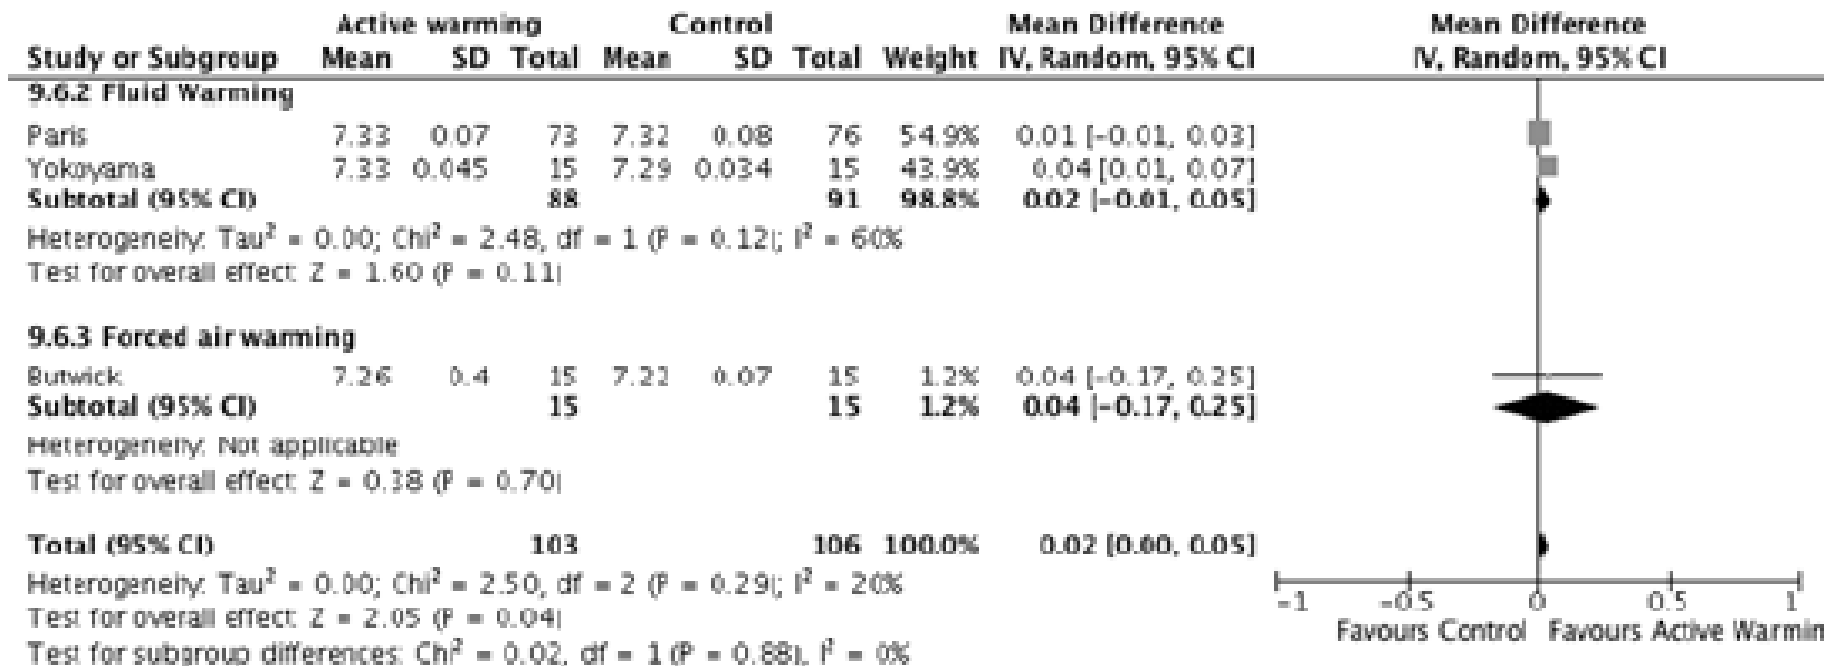 Active warming Control Mean Difference Mean Difference
Study or Subgroup Mean SD Total Mean SD Total Weight IV, Random, 95% CI IV, Random, 95% CI
9.6.2 Fluid Warming
Paris 7.33 0.07 73 7.32 0.08 76 54.9% 0.01 [-0.01, 0.03]
Yokoyama 7.33 0.045 15 7.29 0.034 15 43.9% 0.04 [0.01, 0.07]
Subtotal (95% CI) 88 91 98.8% 0.02 [-0.01, 0.05]
Heterogeneity: Tau² = 0.00; Chi² = 2.48, df = 1 (P = 0.12); I² = 60%
Test for overall effect: Z = 1.60 (P = 0.11)
9.6.3 Forced air warming
Butwick 7.26 0.4 15 7.22 0.07 15 1.2% 0.04 [-0.17, 0.25]
Subtotal (95% CI) 15 15 1.2% 0.04 [-0.17, 0.25]
Heterogeneity: Not applicable
Test for overall effect: Z = 0.38 (P = 0.70)
Total (95% CI) 103 106 100.0% 0.02 [0.00, 0.05]
Heterogeneity: Tau² = 0.00; Chi² = 2.50, df = 2 (P = 0.29); I² = 20%
Test for overall effect: Z = 2.05 (P = 0.04)
Test for subgroup differences: Chi² = 0.02, df = 1 (P = 0.88), I² = 0%
-1 -0.5 0 0.5 1
Favours Control Favours Active Warmin